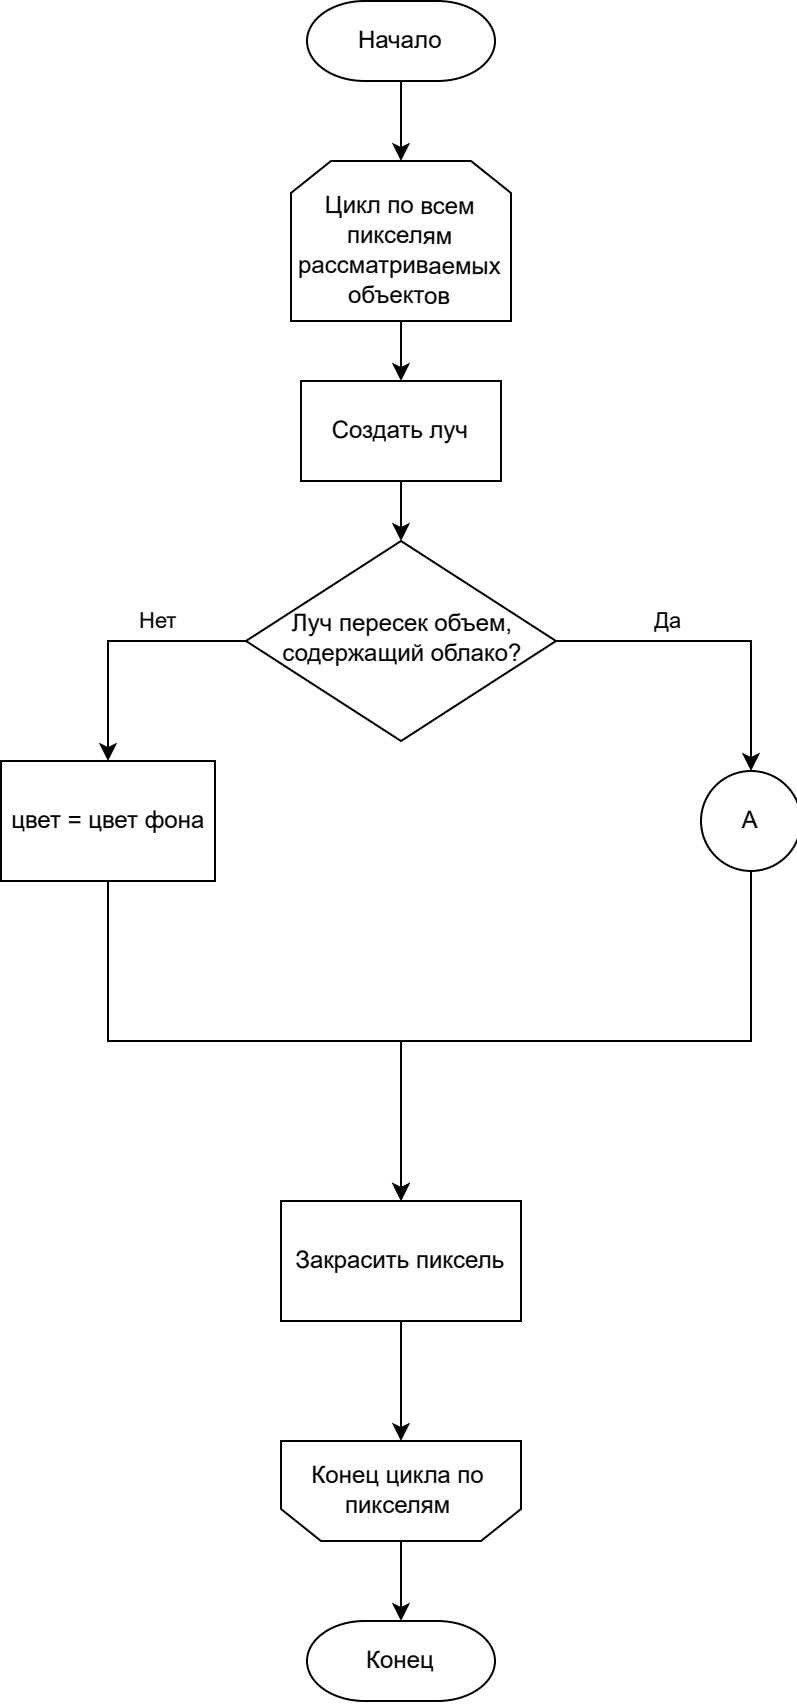 Начало
Цикл по всем
пикселям
рассматриваемых
объектов
Создать луч
Луч пересек объем,
содержащий облако?
Нет
Да
цвет = цвет фона
А
Закрасить пиксель
Конец цикла по
пикселям
Конец